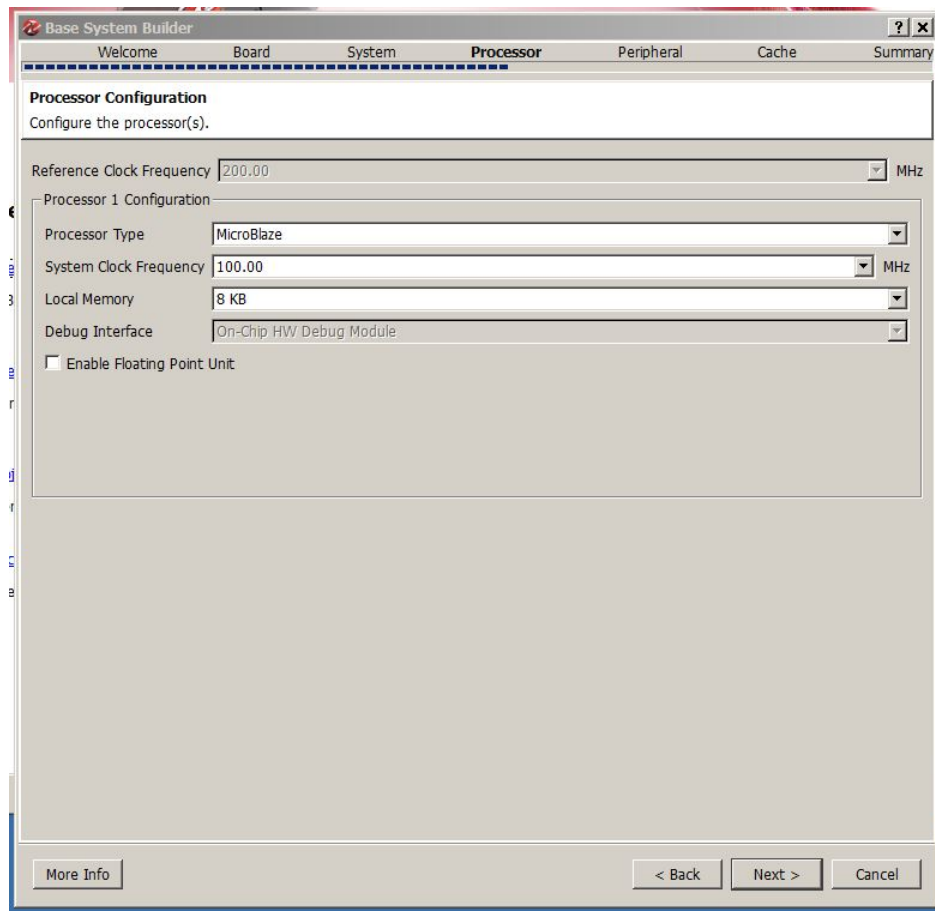 Base System Builder
Welcome Board System Processor Peripheral Cache Summary
Processor Configuration
Configure the processor(s).
Reference Clock Frequency 200.00 MHz
Processor 1 Configuration
Processor Type MicroBlaze
System Clock Frequency 100.00 MHz
Local Memory 8 KB
Debug Interface On-Chip HW Debug Module
Enable Floating Point Unit
More Info < Back Next > Cancel